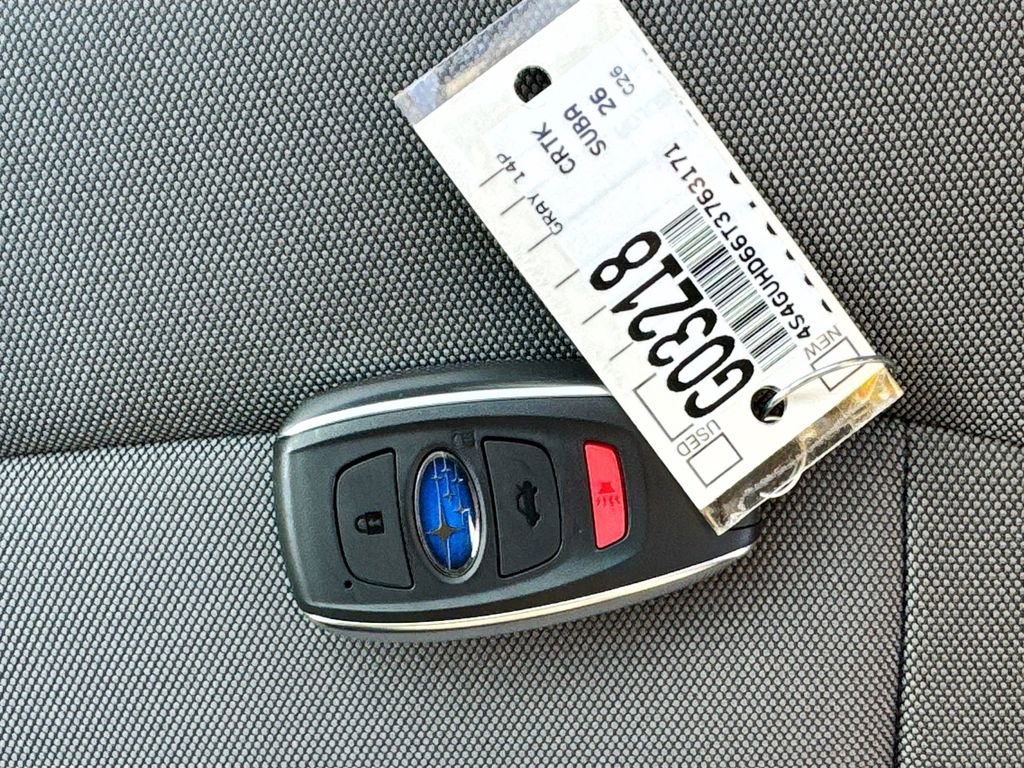 C26
26
SUBA
CRTK
GRAY 14P
4S4GUHD66T3763171
G03218
NEW
USED